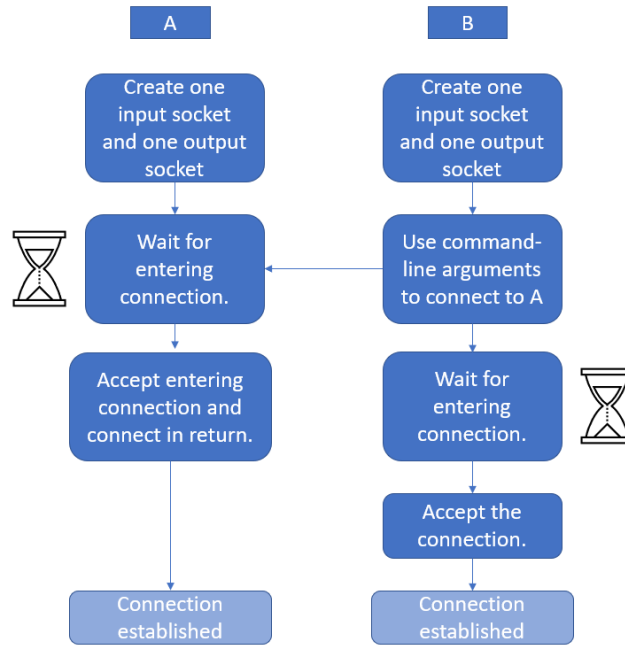 A
Create one
input socket
and one output
socket
Wait for
entering
connection.
Accept entering
connection and
connect in return.
Connection
established
B
Create one
input socket
and one output
socket
Use command-
line arguments
to connect to A
Wait for
entering
connection.
Accept the
connection.
Connection
established